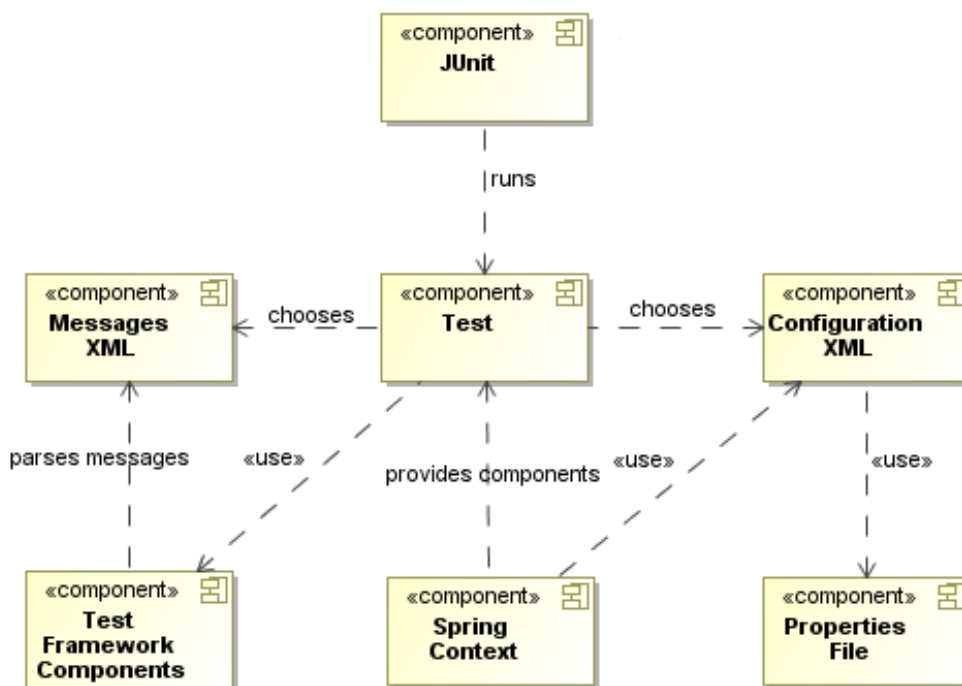 «component»
JUnit
runs
«component»
Messages
XML
chooses
«component»
Test
chooses
«component»
Configuration
XML
parses messages
«use»
provides components
«use»
«use»
«component»
Test
Framework
Components
«component»
Spring
Context
«component»
Properties
File